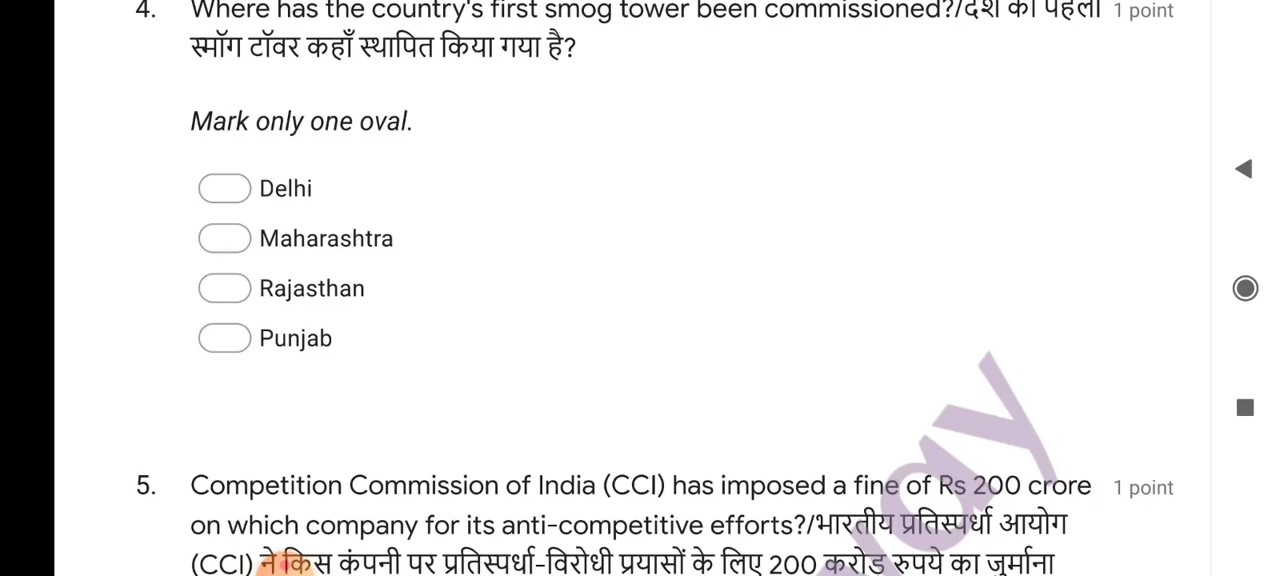 4. Where has the country's first smog tower been commissioned?/देश का पहला 1 point
स्मॉग टॉवर कहाँ स्थापित किया गया है?
Mark only one oval.
Delhi
Maharashtra
Rajasthan
Punjab
5. Competition Commission of India (CCI) has imposed a fine of Rs 200 crore 1 point
on which company for its anti-competitive efforts?/भारतीय प्रतिस्पर्धा आयोग
(CCI) ने किस कंपनी पर प्रतिस्पर्धा-विरोधी प्रयासों के लिए 200 करोड़ रुपये का जुर्माना